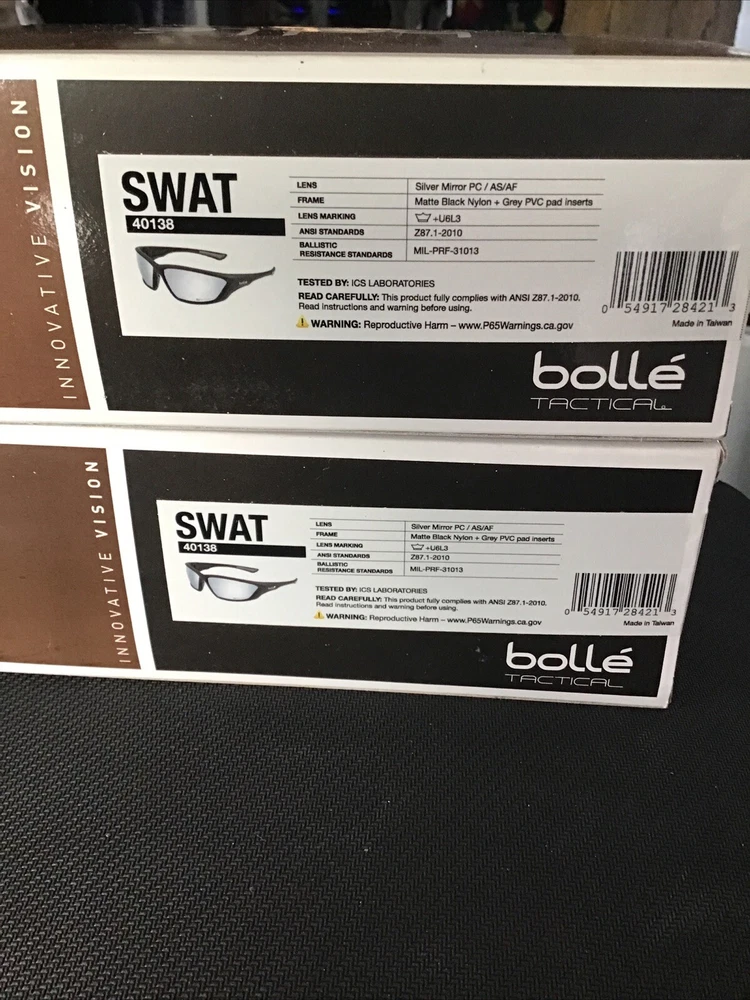 INNOVATIVE VISION
SWAT
40138
LENS Silver Mirror PC / AS/AF
FRAME Matte Black Nylon + Grey PVC pad inserts
LENS MARKING +U6L3
ANSI STANDARDS Z87.1-2010
BALLISTIC
RESISTANCE STANDARDS MIL-PRF-31013
TESTED BY: ICS LABORATORIES
READ CAREFULLY: This product fully complies with ANSI Z87.1-2010.
Read instructions and warning before using.
WARNING: Reproductive Harm – www.P65Warnings.ca.gov
0 54917 28421 3
Made in Taiwan
bollé
TACTICAL
INNOVATIVE VISION
SWAT
40138
LENS Silver Mirror PC / AS/AF
FRAME Matte Black Nylon + Grey PVC pad inserts
LENS MARKING +U6L3
ANSI STANDARDS Z87.1-2010
BALLISTIC
RESISTANCE STANDARDS MIL-PRF-31013
TESTED BY: ICS LABORATORIES
READ CAREFULLY: This product fully complies with ANSI Z87.1-2010.
Read instructions and warning before using.
WARNING: Reproductive Harm – www.P65Warnings.ca.gov
0 54917 28421 3
Made in Taiwan
bollé
TACTICAL